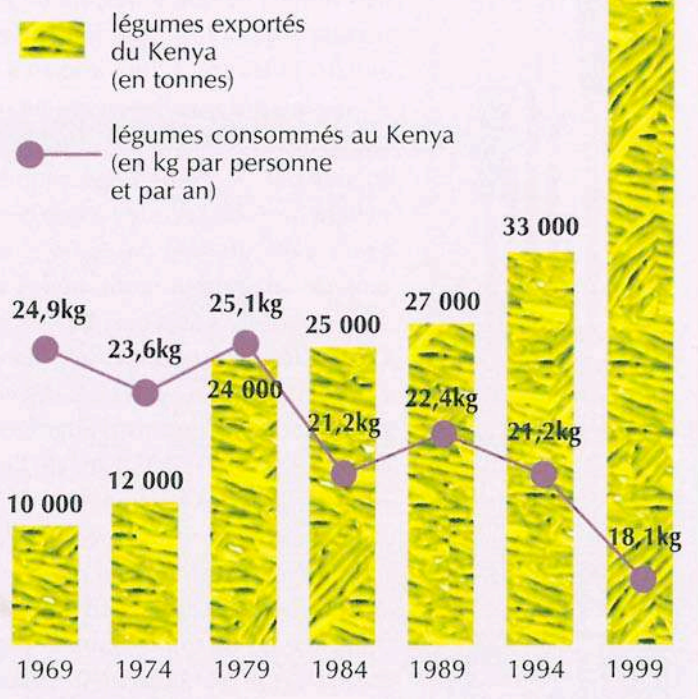 légumes exportés
du Kenya
(en tonnes)
légumes consommés au Kenya
(en kg par personne
et par an)
33 000
24,9kg
25,1kg
27 000
25 000
23,6kg
24 000
22,4kg
21,2kg
21,2kg
12 000
10 000
18,1kg
1969 1974 1979 1984 1989 1994 1999